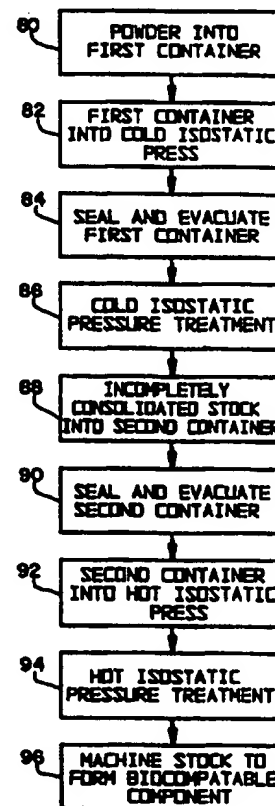 80
POWDER INTO
FIRST CONTAINER
82
FIRST CONTAINER
INTO COLD ISOSTATIC
PRESS
84
SEAL AND EVACUATE
FIRST CONTAINER
86
COLD ISOSTATIC
PRESSURE TREATMENT
88
INCOMPLETELY
CONSOLIDATED STOCK
INTO SECOND CONTAINER
90
SEAL AND EVACUATE
SECOND CONTAINER
92
SECOND CONTAINER
INTO HOT ISOSTATIC
PRESS
94
HOT ISOSTATIC
PRESSURE TREATMENT
96
MACHINE STOCK TO
FORM BIOCOMPATABLE
COMPONENT